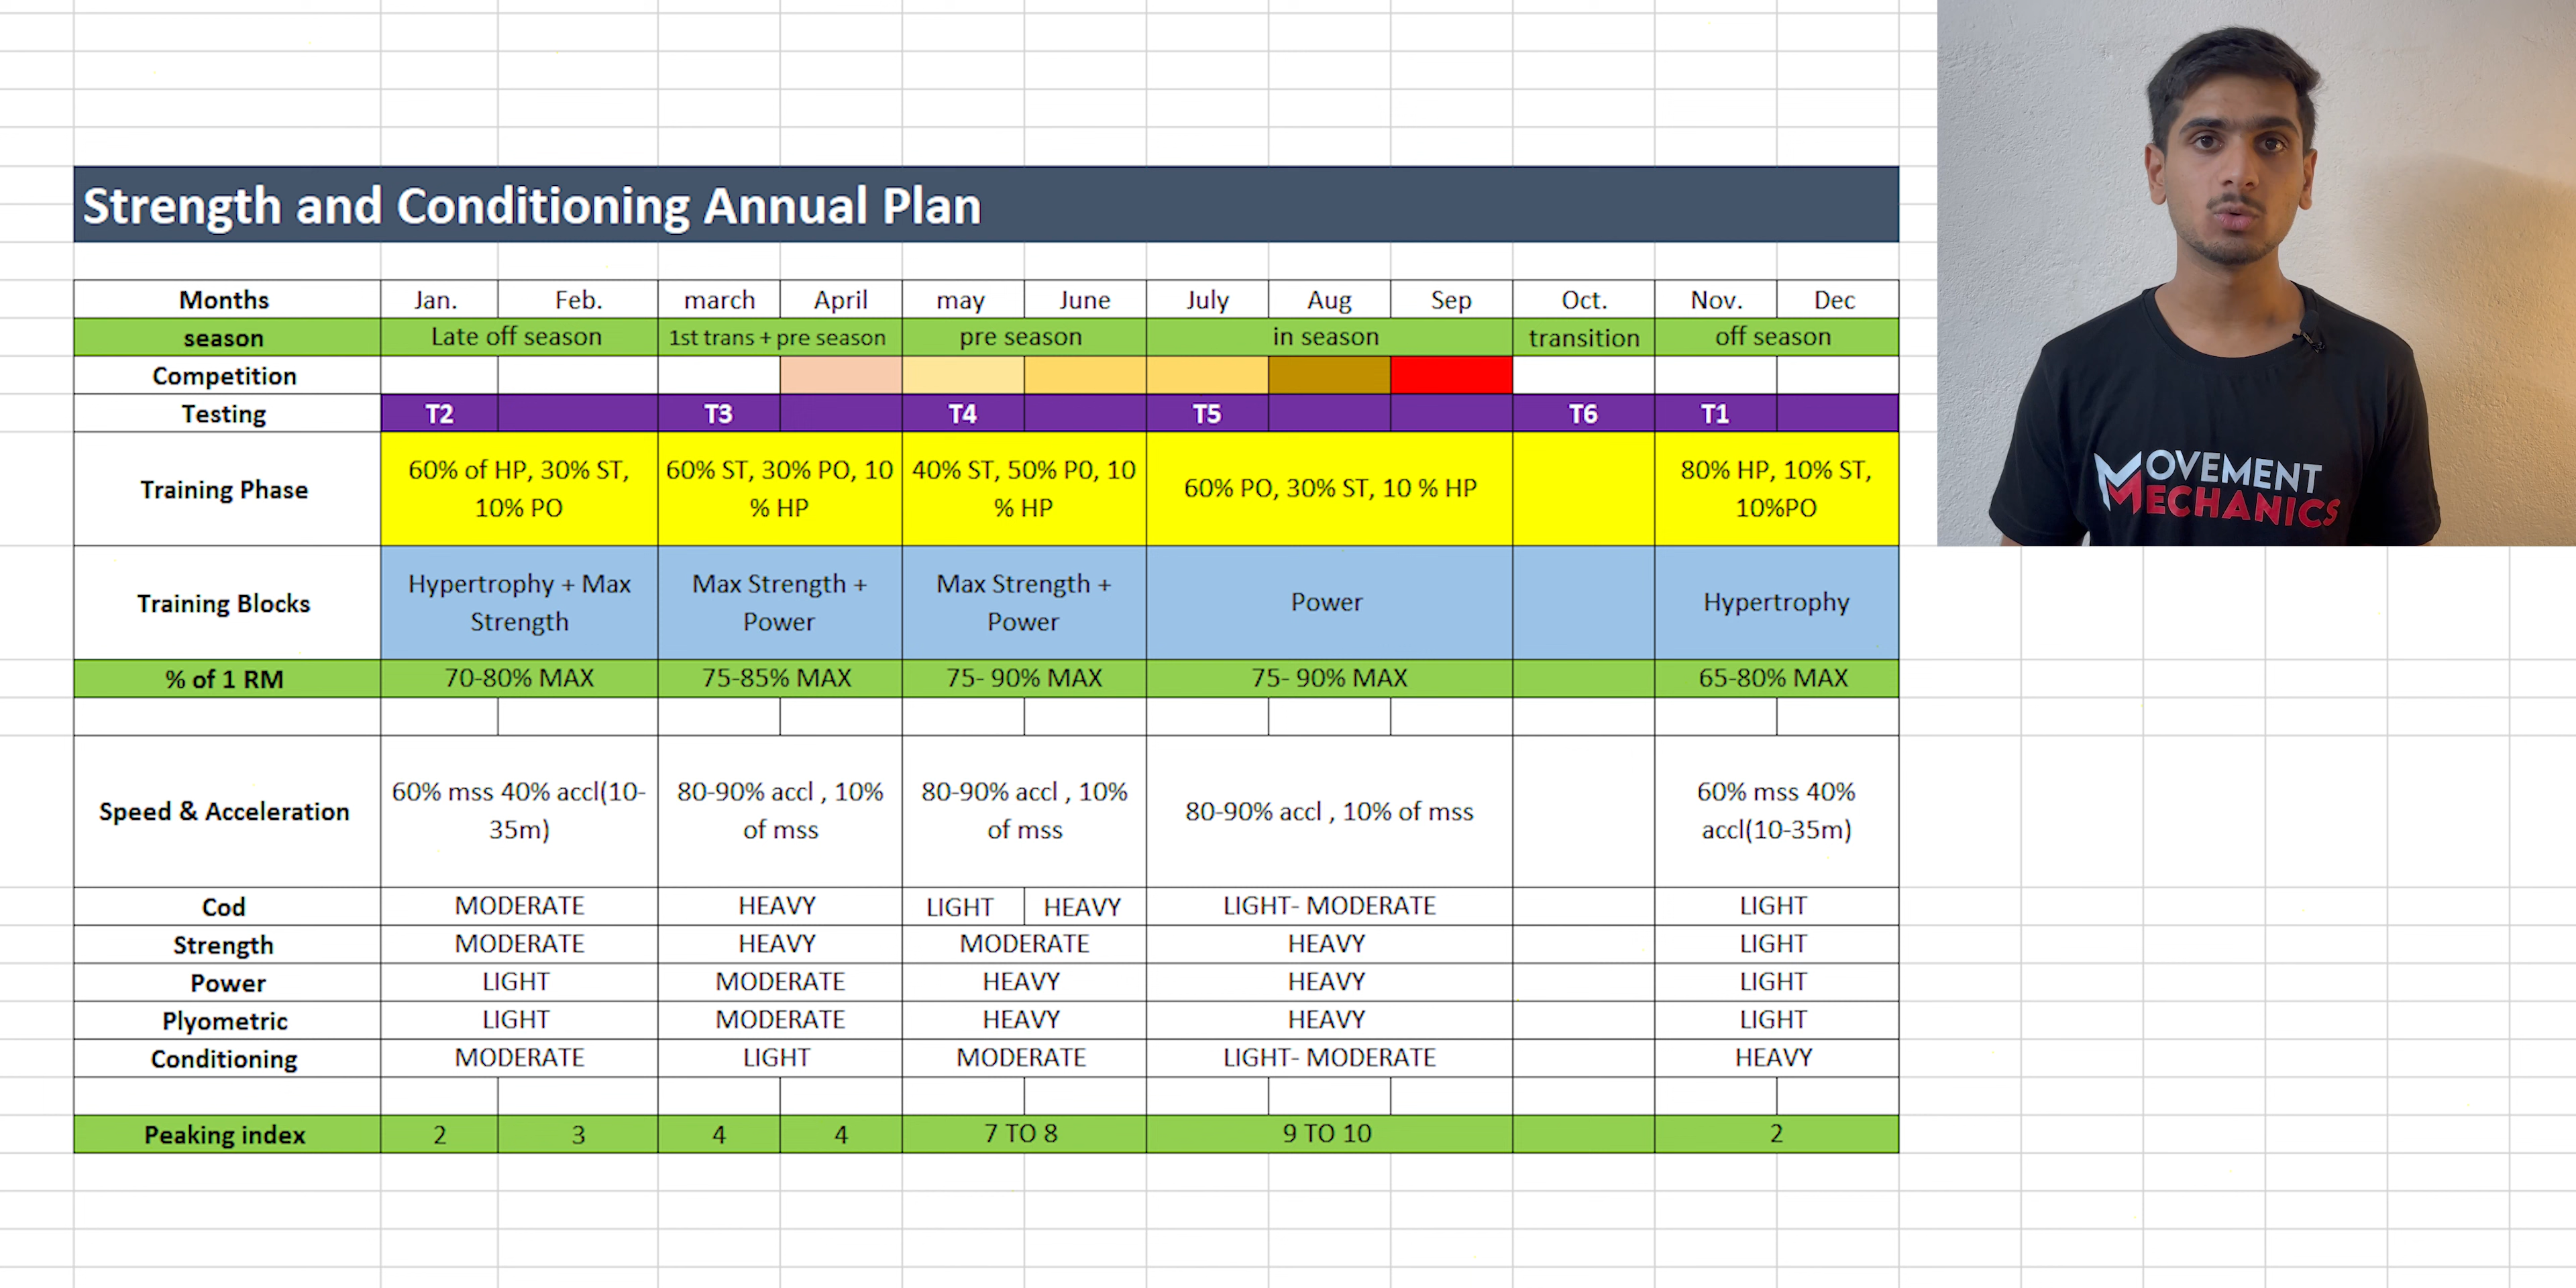 Strength and Conditioning Annual Plan
Months Jan. Feb. march April may June July Aug Sep Oct. Nov. Dec
season Late off season 1st trans + pre season pre season in season transition off season
Competition
Testing T2 T3 T4 T5 T6 T1
Training Phase 60% of HP, 30% ST, 10% PO 60% ST, 30% PO, 10 % HP 40% ST, 50% P0, 10 % HP 60% PO, 30% ST, 10 % HP 80% HP, 10% ST, 10%PO
Training Blocks Hypertrophy + Max Strength Max Strength + Power Max Strength + Power Power Hypertrophy
% of 1 RM 70-80% MAX 75-85% MAX 75- 90% MAX 75- 90% MAX 65-80% MAX
Speed & Acceleration 60% mss 40% accl(10-35m) 80-90% accl , 10% of mss 80-90% accl , 10% of mss 80-90% accl , 10% of mss 60% mss 40% accl(10-35m)
Cod MODERATE HEAVY LIGHT HEAVY LIGHT- MODERATE LIGHT
Strength MODERATE HEAVY MODERATE HEAVY LIGHT
Power LIGHT MODERATE HEAVY HEAVY LIGHT
Plyometric LIGHT MODERATE HEAVY HEAVY LIGHT
Conditioning MODERATE LIGHT MODERATE LIGHT- MODERATE HEAVY
Peaking index 2 3 4 4 7 TO 8 9 TO 10 2
MOVEMENT
MECHANICS